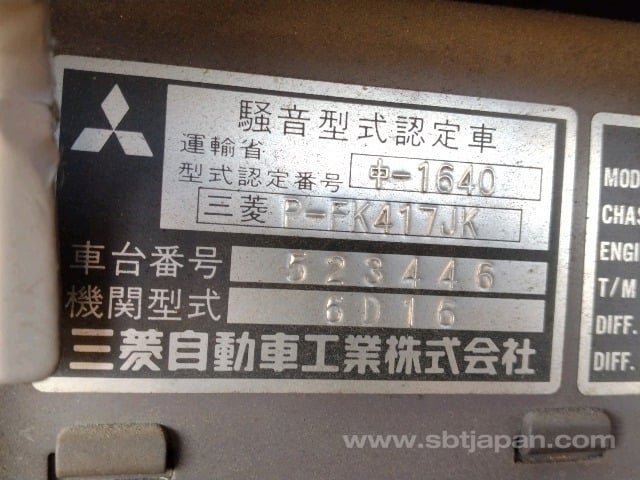 騒音型式認定車
運輸省
型式認定番号 中-1640
三菱 P-FK417JK
車台番号 523446
機関型式 6D16
三菱自動車工業株式会社
MOD
CHAS
ENGI
T/M
DIFF.
DIFF.
www.sbtjapan.com